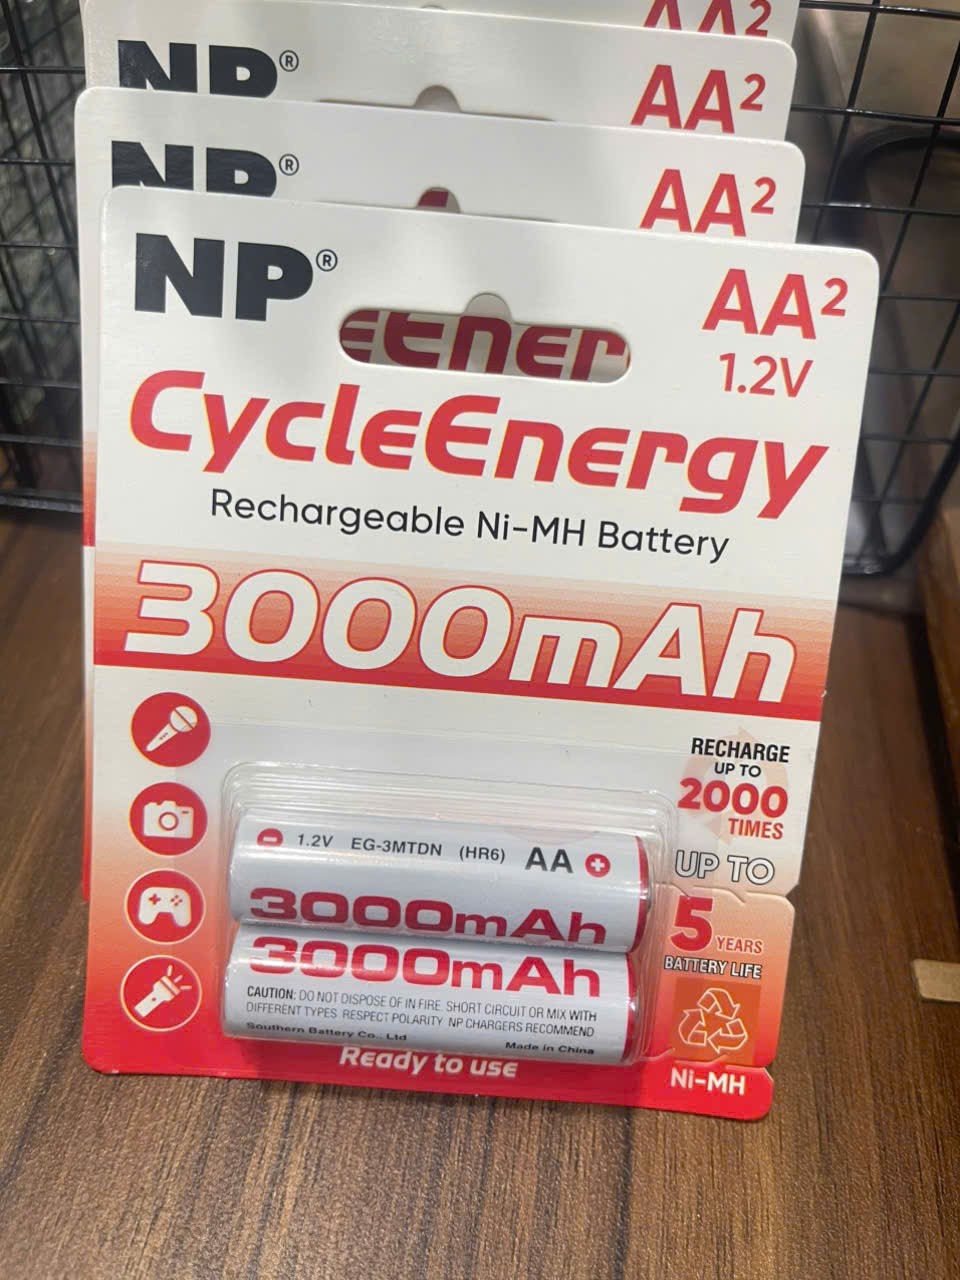 AA2
NP®
AA²
NP®
AA²
NP®
AA²
1.2V
eEner
CycleEnergy
Rechargeable Ni-MH Battery
3000mAh
RECHARGE
UP TO
2000
TIMES
UP TO
5 YEARS
BATTERY LIFE
Ni-MH
1.2V EG-3MTDN (HR6) AA
3000mAh
3000mAh
CAUTION: DO NOT DISPOSE OF IN FIRE. SHORT CIRCUIT OR MIX WITH
DIFFERENT TYPES RESPECT POLARITY NP CHARGERS RECOMMEND
Southern Battery Co., Ltd
Made in China
Ready to use